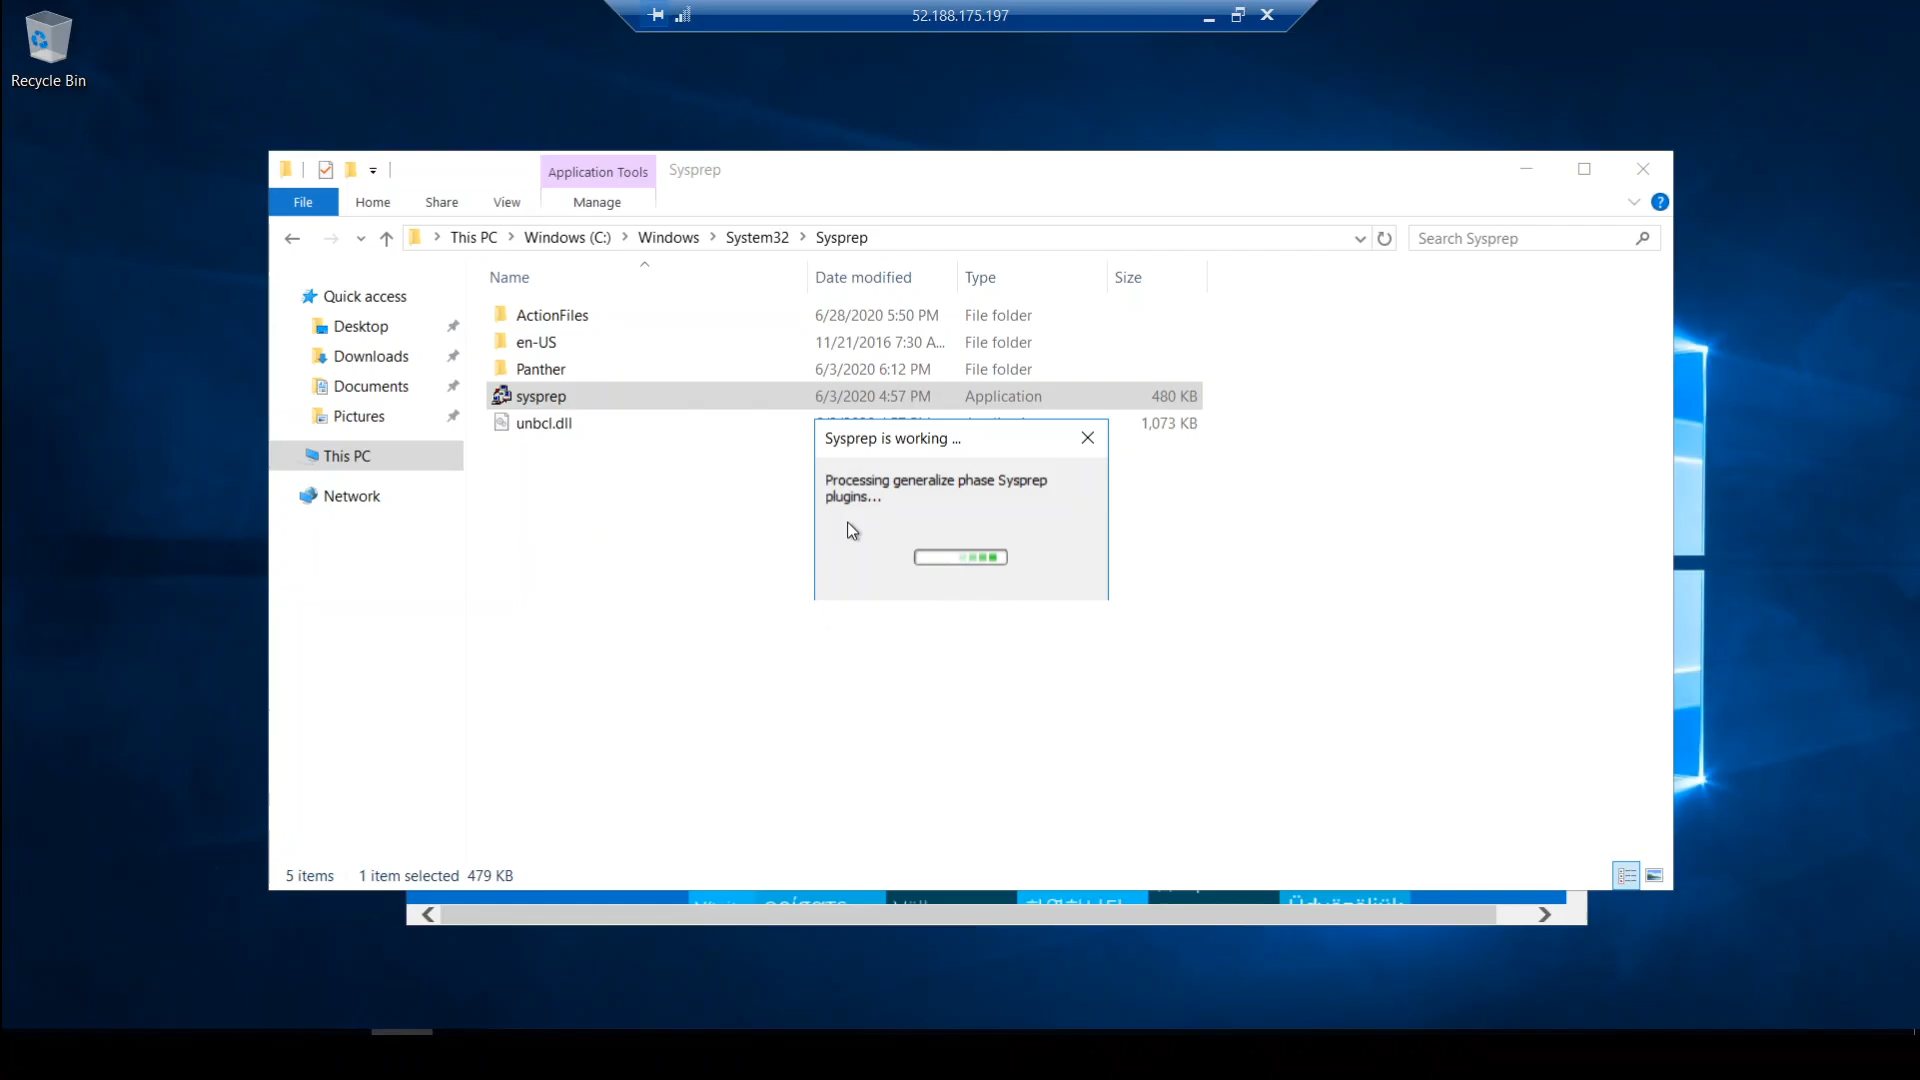 52.188.175.197
Recycle Bin
Application Tools
Sysprep
File
Home
Share
View
Manage
This PC
Windows (C:)
Windows
System32
Sysprep
Search Sysprep
Name
Date modified
Type
Size
Quick access
Desktop
Downloads
Documents
Pictures
This PC
Network
ActionFiles
6/28/2020 5:50 PM
File folder
en-US
11/21/2016 7:30 A...
File folder
Panther
6/3/2020 6:12 PM
File folder
sysprep
6/3/2020 4:57 PM
Application
480 KB
unbcl.dll
1,073 KB
Sysprep is working ...
Processing generalize phase Sysprep
plugins...
5 items
1 item selected 479 KB